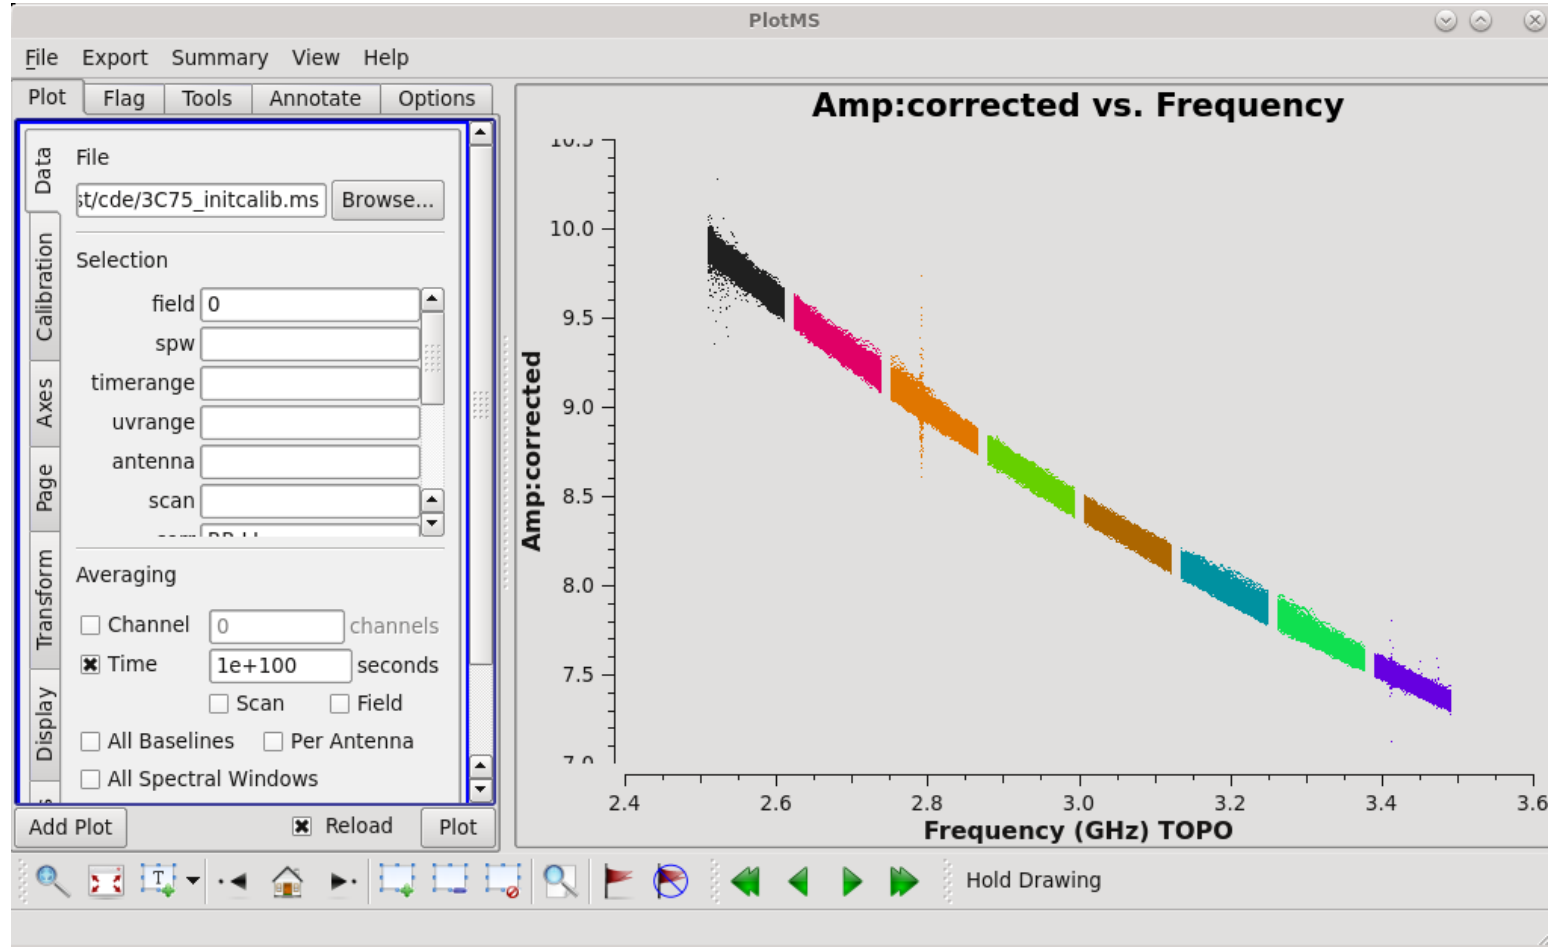 PlotMS
File Export Summary View Help
Plot Flag Tools Annotate Options
Data
Calibration
Axes
Page
Transform
Display
File
st/cde/3C75_initcalib.ms Browse...
Selection
field 0
spw
timerange
uvrange
antenna
scan
Averaging
Channel 0 channels
Time 1e+100 seconds
Scan Field
All Baselines Per Antenna
All Spectral Windows
Add Plot Reload Plot
Amp:corrected vs. Frequency
Amp:corrected
10.5
10.0
9.5
9.0
8.5
8.0
7.5
7.0
2.4 2.6 2.8 3.0 3.2 3.4 3.6
Frequency (GHz) TOPO
T
Hold Drawing